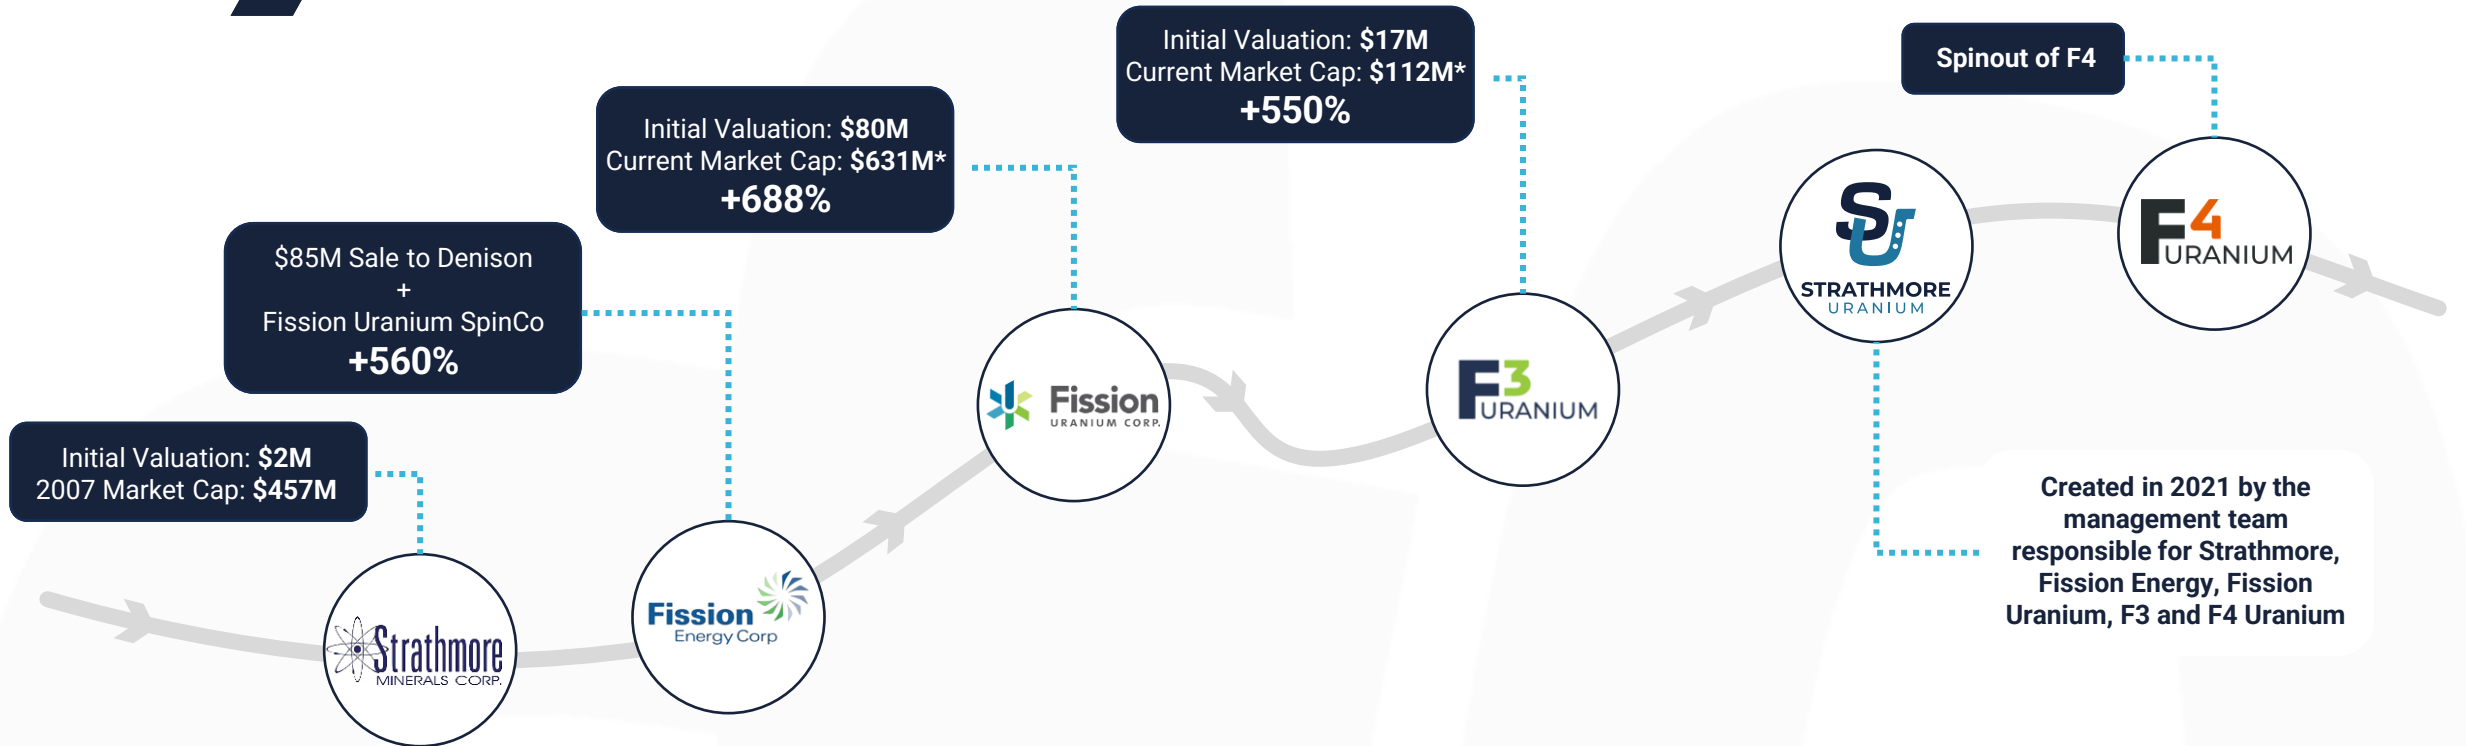 Initial Valuation: $2M
2007 Market Cap: $457M
Strathmore
MINERALS CORP.
$85M Sale to Denison
+
Fission Uranium SpinCo
+560%
Fission
Energy Corp
Initial Valuation: $80M
Current Market Cap: $631M*
+688%
Fission
URANIUM CORP.
Initial Valuation: $17M
Current Market Cap: $112M*
+550%
F3
URANIUM
SU
STRATHMORE
URANIUM
Created in 2021 by the
management team
responsible for Strathmore,
Fission Energy, Fission
Uranium, F3 and F4 Uranium
Spinout of F4
F4
URANIUM